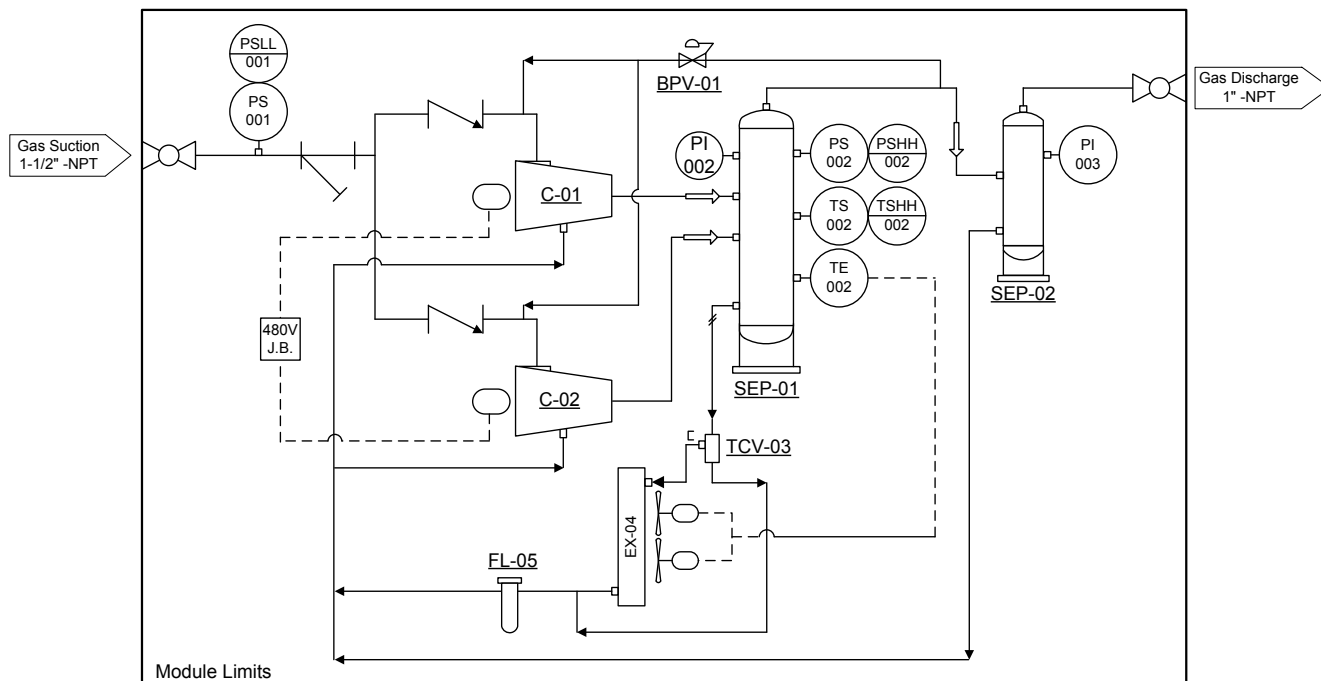 PSLL
001
PS
001
Gas Suction
1-1/2" -NPT
BPV-01
Gas Discharge
1" -NPT
PI
002
PS
002
PSHH
002
PI
003
C-01
TS
002
TSHH
002
TE
002
SEP-02
480V
J.B.
C-02
SEP-01
TCV-03
EX-04
FL-05
Module Limits